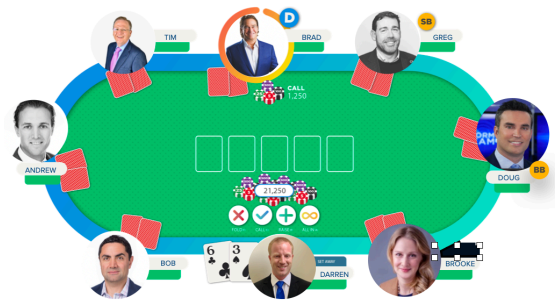 TIM
D
BRAD
SB
GREG
CALL
1,250
ANDREW
DOUG
BB
21,250
FOLD
CALL
RAISE
ALL IN
BOB
6
3
DARREN
BROOKE